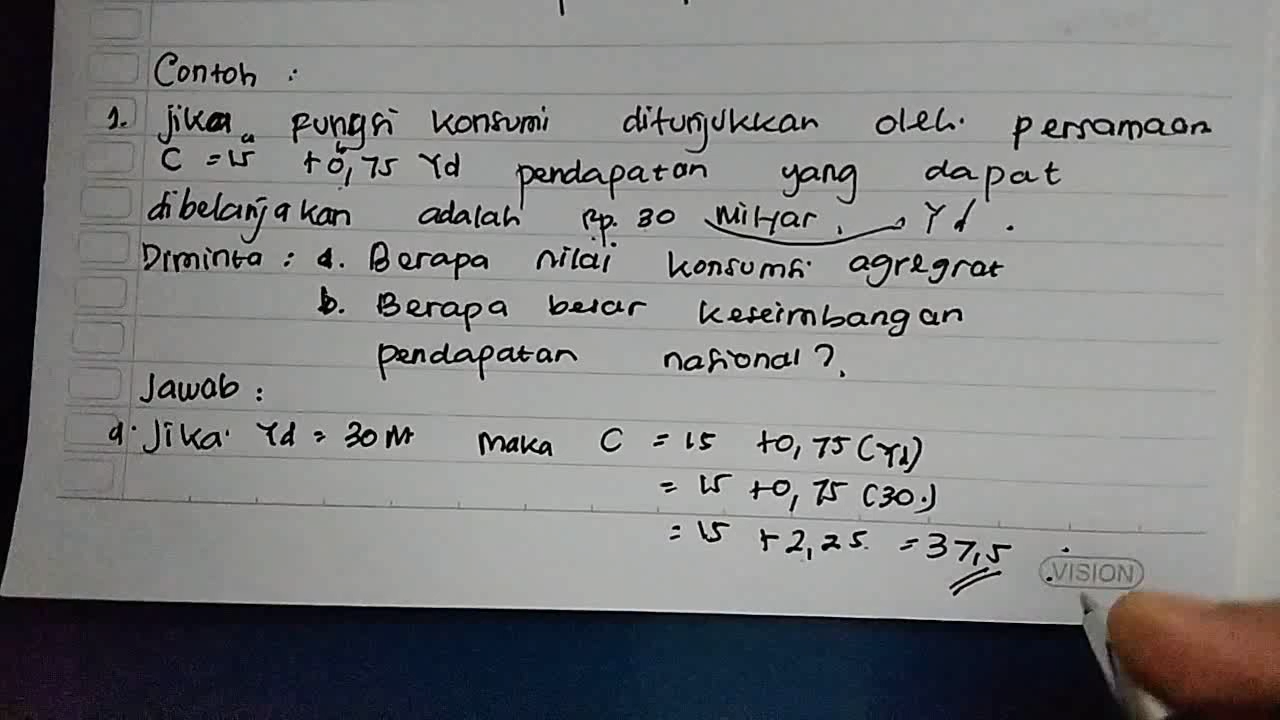 Contoh :
1. Jika fungsi konsumi ditunjukkan oleh persamaan
C = 15 + 0,75 Yd pendapatan yang dapat
dibelanjakan adalah Rp. 30 Miliar. Yd.
Diminta : a. Berapa nilai konsumsi agregrat
b. Berapa besar keseimbangan
pendapatan nasional?.
Jawab :
a. Jika Yd = 30 M maka C = 15 + 0,75 (Yd)
= 15 + 0,75 (30.)
= 15 + 2,25. = 37,5
VISION